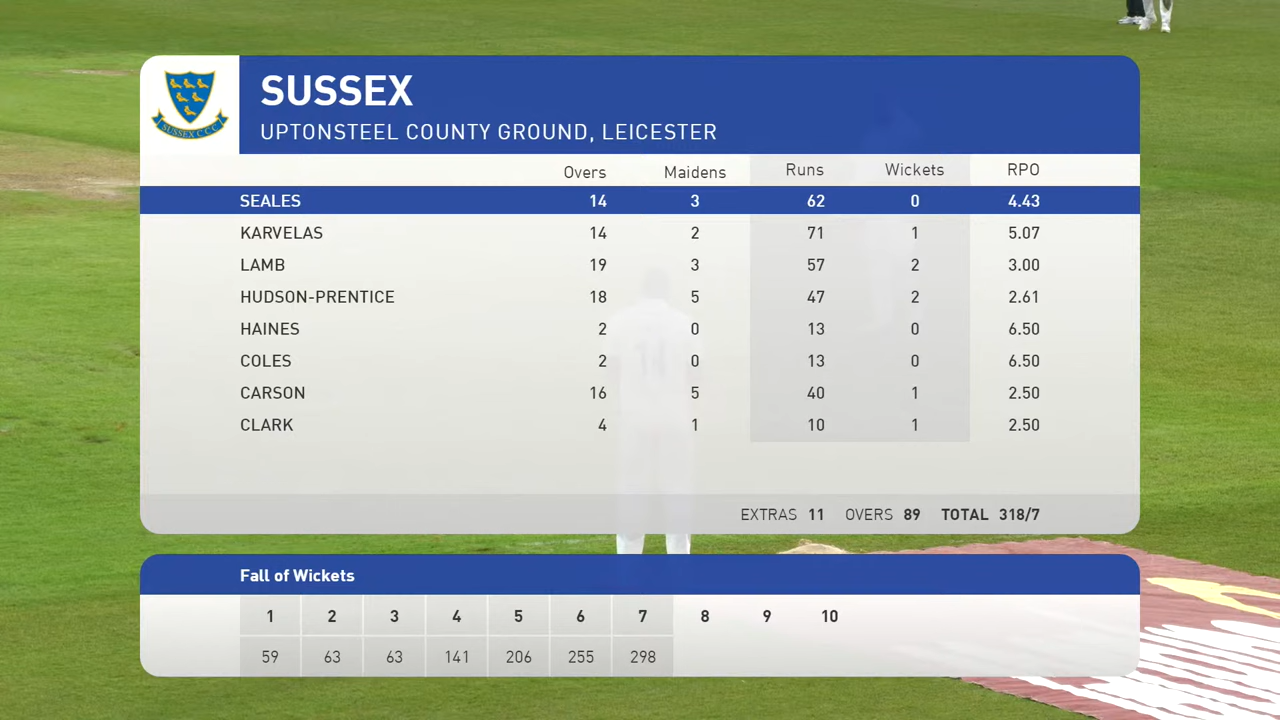 SUSSEX C C C
SUSSEX
UPTONSTEEL COUNTY GROUND, LEICESTER
Overs Maidens Runs Wickets RPO
SEALES 14 3 62 0 4.43
KARVELAS 14 2 71 1 5.07
LAMB 19 3 57 2 3.00
HUDSON-PRENTICE 18 5 47 2 2.61
HAINES 2 0 13 0 6.50
COLES 2 0 13 0 6.50
CARSON 16 5 40 1 2.50
CLARK 4 1 10 1 2.50
EXTRAS 11 OVERS 89 TOTAL 318/7
Fall of Wickets
1 2 3 4 5 6 7 8 9 10
59 63 63 141 206 255 298
14